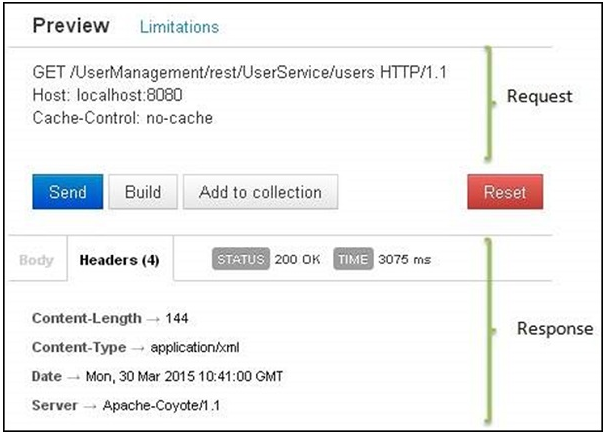 Preview Limitations
GET /UserManagement/rest/UserService/users HTTP/1.1
Host: localhost:8080
Cache-Control: no-cache
Request
Send Build Add to collection Reset
Body Headers (4) STATUS 200 OK TIME 3075 ms
Content-Length → 144
Content-Type → application/xml
Date → Mon, 30 Mar 2015 10:41:00 GMT
Server → Apache-Coyote/1.1
Response